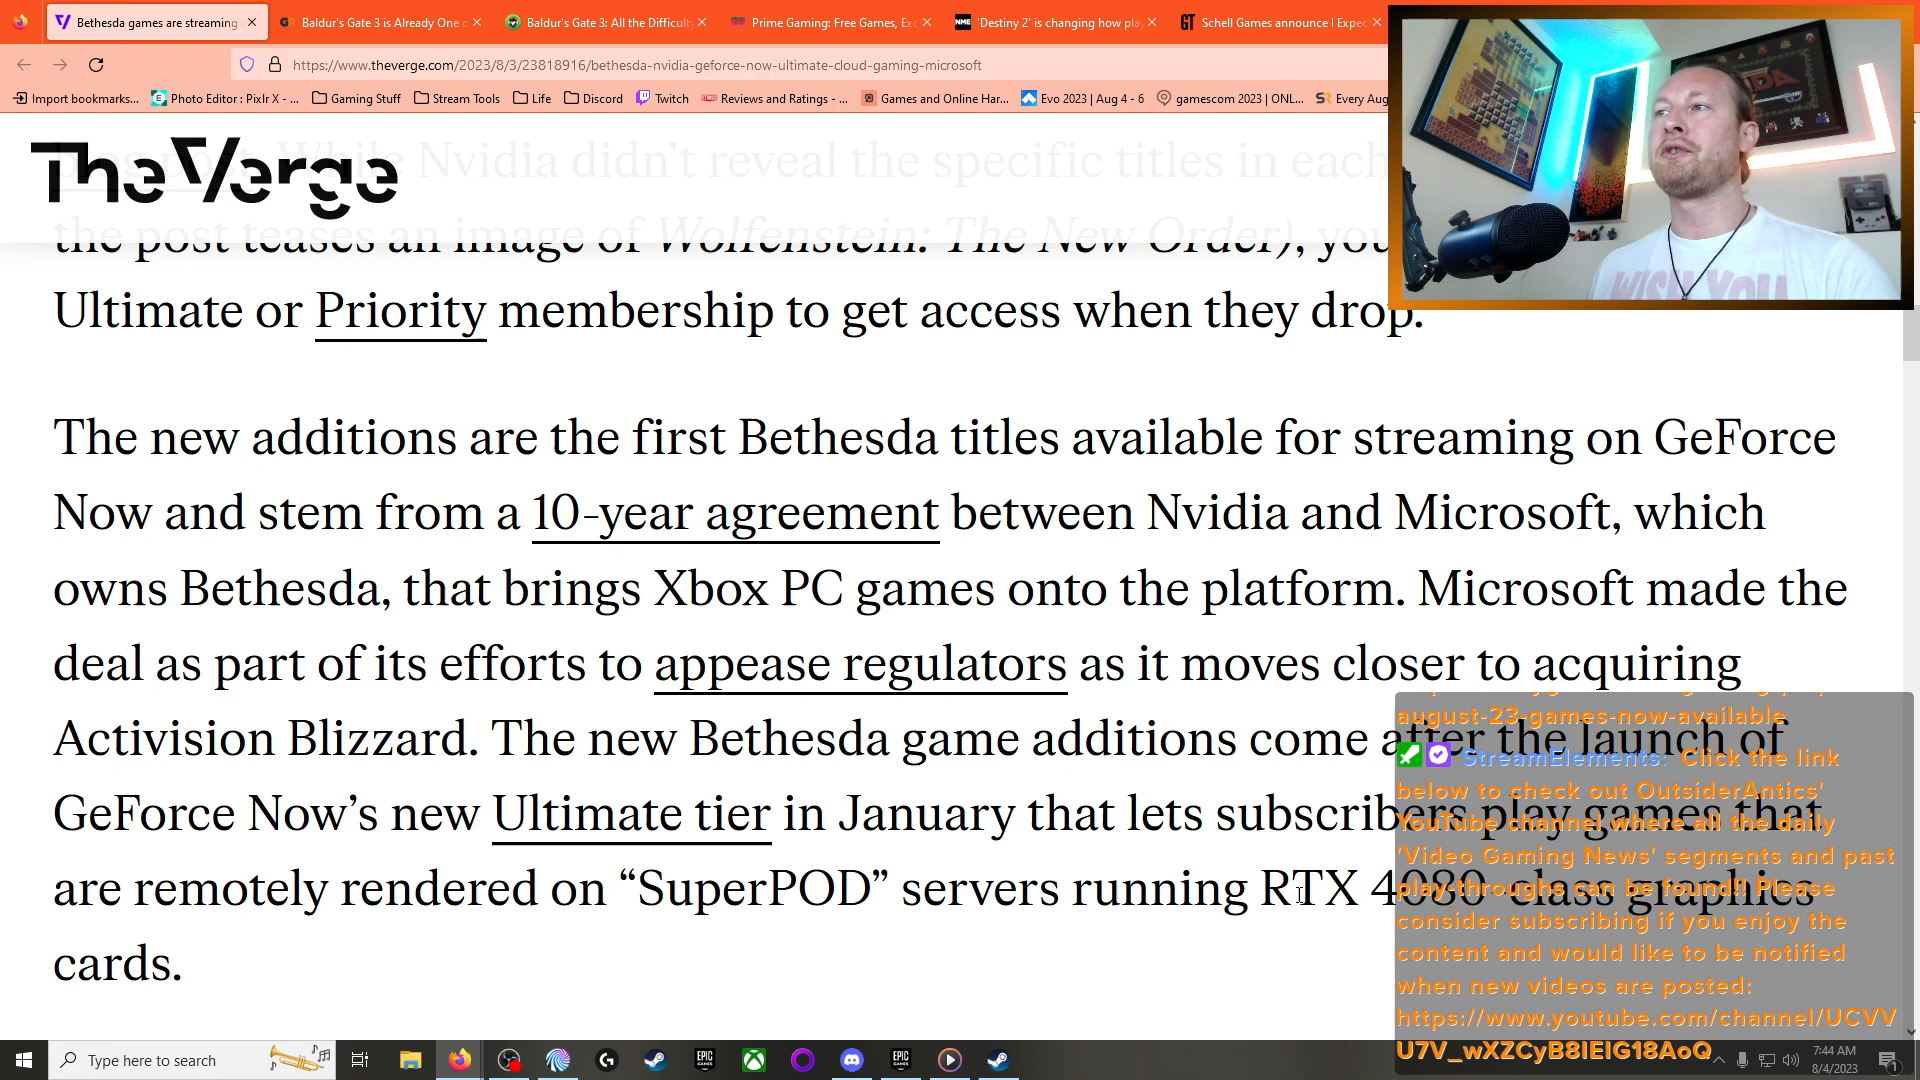 Bethesda games are streaming
Baldur's Gate 3 is Already One o
Baldur's Gate 3: All the Difficulty
Prime Gaming: Free Games, Exc
NME
'Destiny 2' is changing how play
GT
Schell Games announce I Expec
https://www.theverge.com/2023/8/3/23818916/bethesda-nvidia-geforce-now-ultimate-cloud-gaming-microsoft
Import bookmarks...
Photo Editor : Pixlr X - ...
Gaming Stuff
Stream Tools
Life
Discord
Twitch
Reviews and Ratings - ...
Games and Online Har...
Evo 2023 | Aug 4 - 6
gamescom 2023 | ONL...
Every Aug
The Verge
While Nvidia didn't reveal the specific titles in each
the post teases an image of Wolfenstein: The New Order), you
Ultimate or Priority membership to get access when they drop.
The new additions are the first Bethesda titles available for streaming on GeForce
Now and stem from a 10-year agreement between Nvidia and Microsoft, which
owns Bethesda, that brings Xbox PC games onto the platform. Microsoft made the
deal as part of its efforts to appease regulators as it moves closer to acquiring
Activision Blizzard. The new Bethesda game additions come after the launch of
GeForce Now's new Ultimate tier in January that lets subscribers play games that
are remotely rendered on “SuperPOD” servers running RTX 4080 class graphics
cards.
august-23-games-now-available
StreamElements: Click the link
below to check out OutsiderAntics'
YouTube channel where all the daily
'Video Gaming News' segments and past
play-throughs can be found!! Please
consider subscribing if you enjoy the
content and would like to be notified
when new videos are posted:
https://www.youtube.com/channel/UCVV
U7V_wXZCyB8IEIG18AoQ
WISH YOU
Type here to search
EPIC GAMES
EPIC GAMES
7:44 AM
8/4/2023